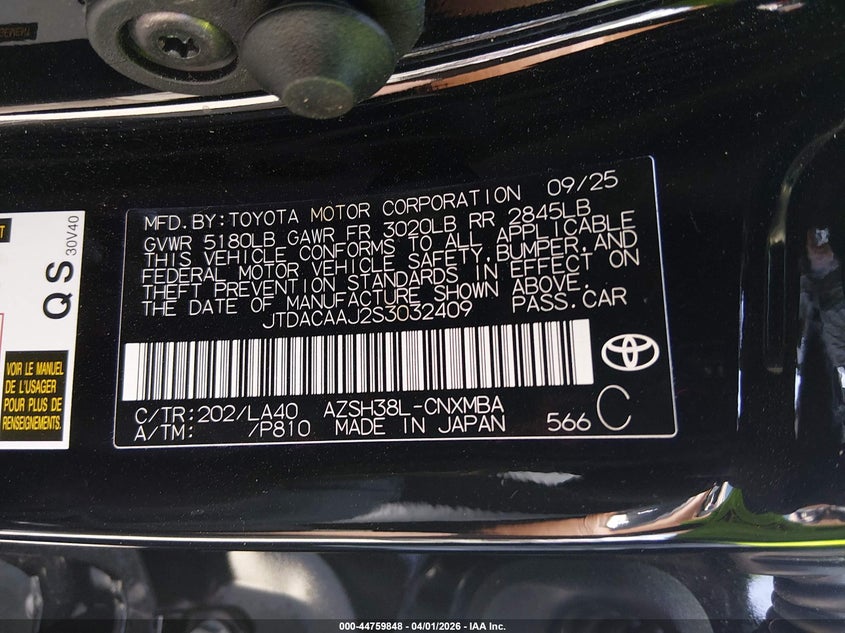 MFD. BY: TOYOTA MOTOR CORPORATION 09/25
GVWR 5180LB GAWR FR 3020LB RR 2845LB
THIS VEHICLE CONFORMS TO ALL APPLICABLE
FEDERAL MOTOR VEHICLE SAFETY, BUMPER, AND
THEFT PREVENTION STANDARDS IN EFFECT ON
THE DATE OF MANUFACTURE SHOWN ABOVE.
JTDACAAJ2S3032409 PASS. CAR
C/TR: 202/LA40 AZSH38L-CNXMBA
A/TM: /P810 MADE IN JAPAN 566 C
QS 30V40
VOIR LE MANUEL
DE L'USAGER
POUR PLUS DE
RENSEIGNEMENTS.
000-44759848 - 04/01/2026 - IAA Inc.